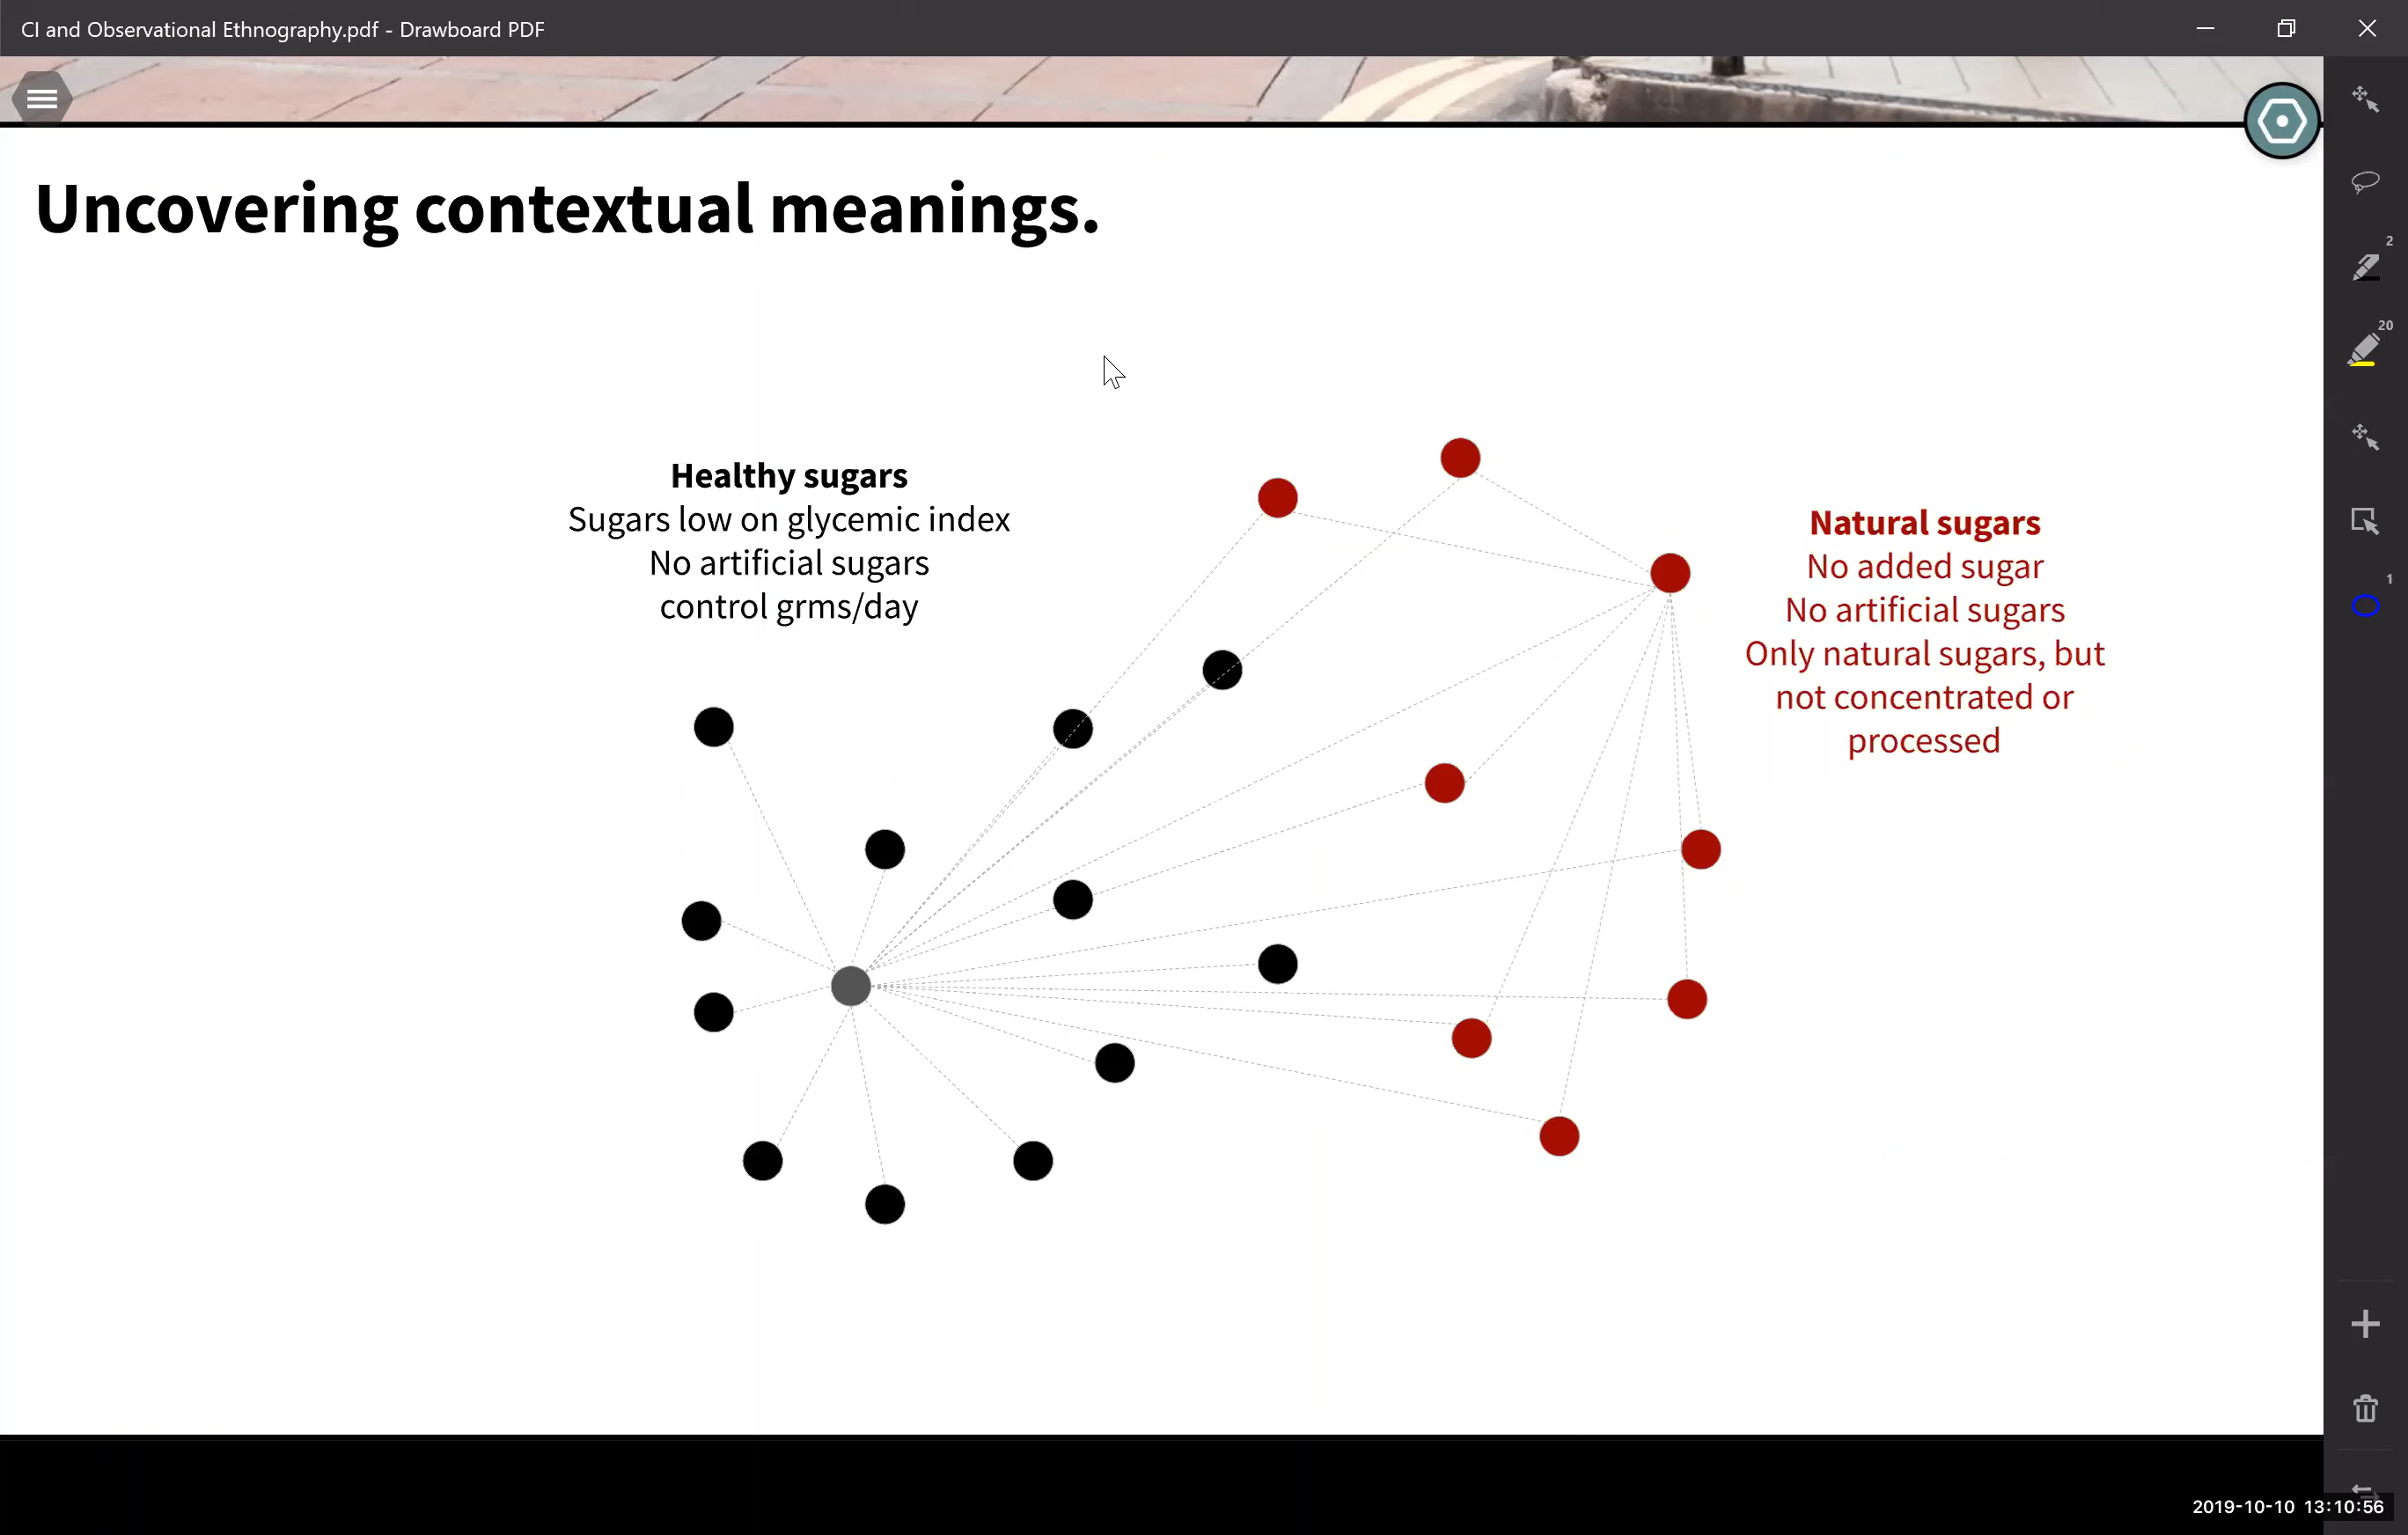 CI and Observational Ethnography.pdf - Drawboard PDF
Uncovering contextual meanings.
Healthy sugars
Sugars low on glycemic index
No artificial sugars
control grms/day
Natural sugars
No added sugar
No artificial sugars
Only natural sugars, but
not concentrated or
processed
2
20
1
2019-10-10 13:10:56